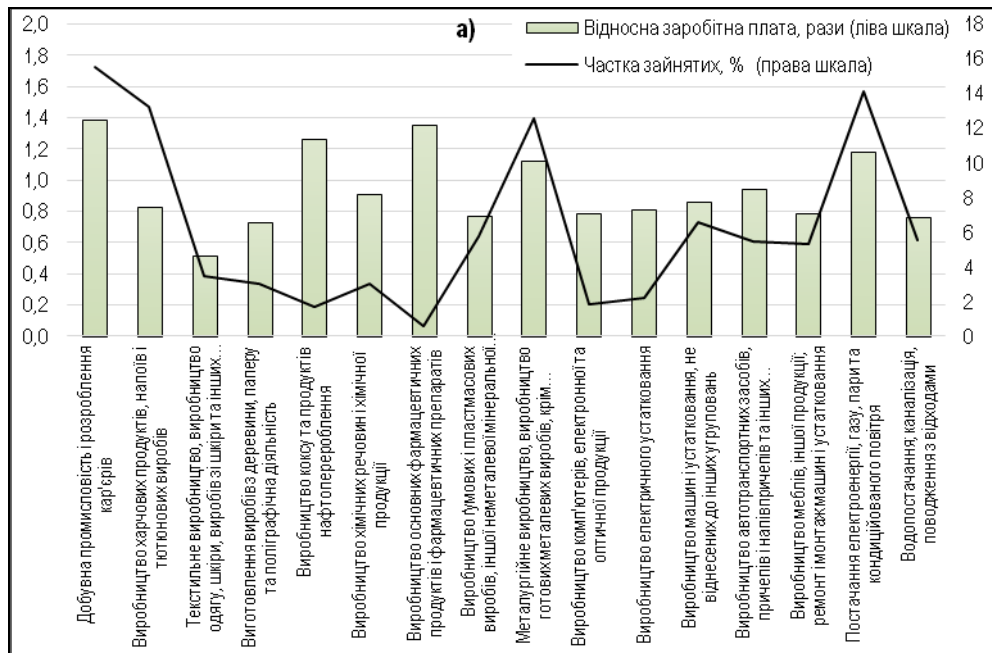 а)
Відносна заробітна плата, рази (ліва шкала)
Частка зайнятих, % (права шкала)
2,0
1,8
1,6
1,4
1,2
1,0
0,8
0,6
0,4
0,2
0,0
18
16
14
12
10
8
6
4
2
0
Добувна промисловість і розроблення
кар'єрів
Виробництво харчових продуктів, напоїв і
тютюнових виробів
Текстильне виробництво, виробництво
одягу, шкіри, виробів зі шкіри та інших...
Виготовлення виробів з деревини, паперу
та поліграфічна діяльність
Виробництво коксу та продуктів
нафтоперероблення
Виробництво хімічних речовин і хімічної
продукції
Виробництво основних фармацевтичних
продуктів і фармацевтичних препаратів
Виробництво ґумових і пластмасових
виробів, іншої неметалевої мінеральної...
Металургійне виробництво, виробництво
готових металевих виробів, крім...
Виробництво комп'ютерів, електронної та
оптичної продукції
Виробництво електричного устатковання
Виробництво машин і устатковання, не
віднесених до інших угруповань
Виробництво автотранспортних засобів,
причепів і напівпричепів та інших...
Виробництво меблів, іншої продукції;
ремонт і монтаж машин і устатковання
Постачання електроенергії, газу, пари та
кондиційованого повітря
Водопостачання; каналізація,
поводження з відходами